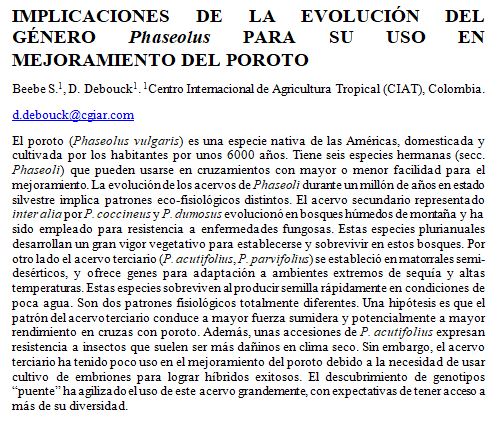 IMPLICACIONES DE LA EVOLUCIÓN DEL
GÉNERO Phaseolus PARA SU USO EN
MEJORAMIENTO DEL POROTO
Beebe S.¹, D. Debouck¹. ¹Centro Internacional de Agricultura Tropical (CIAT), Colombia.
d.debouck@cgiar.com
El poroto (Phaseolus vulgaris) es una especie nativa de las Américas, domesticada y
cultivada por los habitantes por unos 6000 años. Tiene seis especies hermanas (secc.
Phaseoli) que pueden usarse en cruzamientos con mayor o menor facilidad para el
mejoramiento. La evolución de los acervos de Phaseoli durante un millón de años en estado
silvestre implica patrones eco-fisiológicos distintos. El acervo secundario representado
inter alia por P. coccineus y P. dumosus evolucionó en bosques húmedos de montaña y ha
sido empleado para resistencia a enfermedades fungosas. Estas especies plurianuales
desarrollan un gran vigor vegetativo para establecerse y sobrevivir en estos bosques. Por
otro lado el acervo terciario (P. acutifolius, P. parvifolius) se estableció en matorrales semi-
desérticos, y ofrece genes para adaptación a ambientes extremos de sequía y altas
temperaturas. Estas especies sobreviven al producir semilla rápidamente en condiciones de
poca agua. Son dos patrones fisiológicos totalmente diferentes. Una hipótesis es que el
patrón del acervo terciario conduce a mayor fuerza sumidera y potencialmente a mayor
rendimiento en cruzas con poroto. Además, unas accesiones de P. acutifolius expresan
resistencia a insectos que suelen ser más dañinos en clima seco. Sin embargo, el acervo
terciario ha tenido poco uso en el mejoramiento del poroto debido a la necesidad de usar
cultivo de embriones para lograr híbridos exitosos. El descubrimiento de genotipos
“puente” ha agilizado el uso de este acervo grandemente, con expectativas de tener acceso a
más de su diversidad.